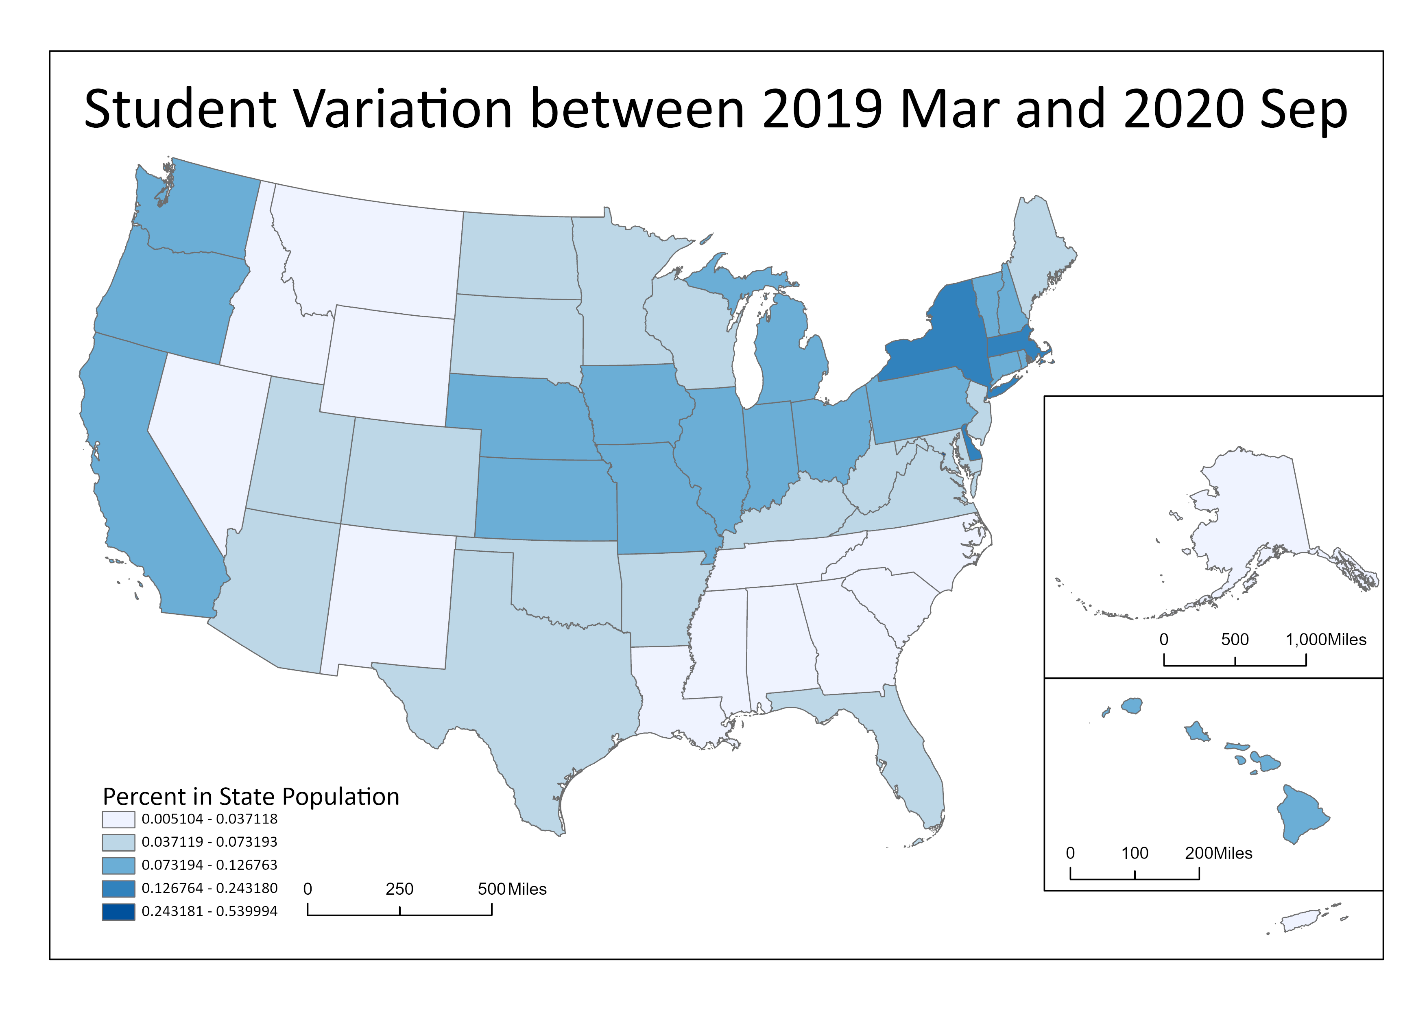 Student Variation between 2019 Mar and 2020 Sep
0 500 1,000Miles
0 100 200Miles
Percent in State Population
0.005104 - 0.037118
0.037119 - 0.073193
0.073194 - 0.126763
0.126764 - 0.243180
0.243181 - 0.539994
0 250 500Miles